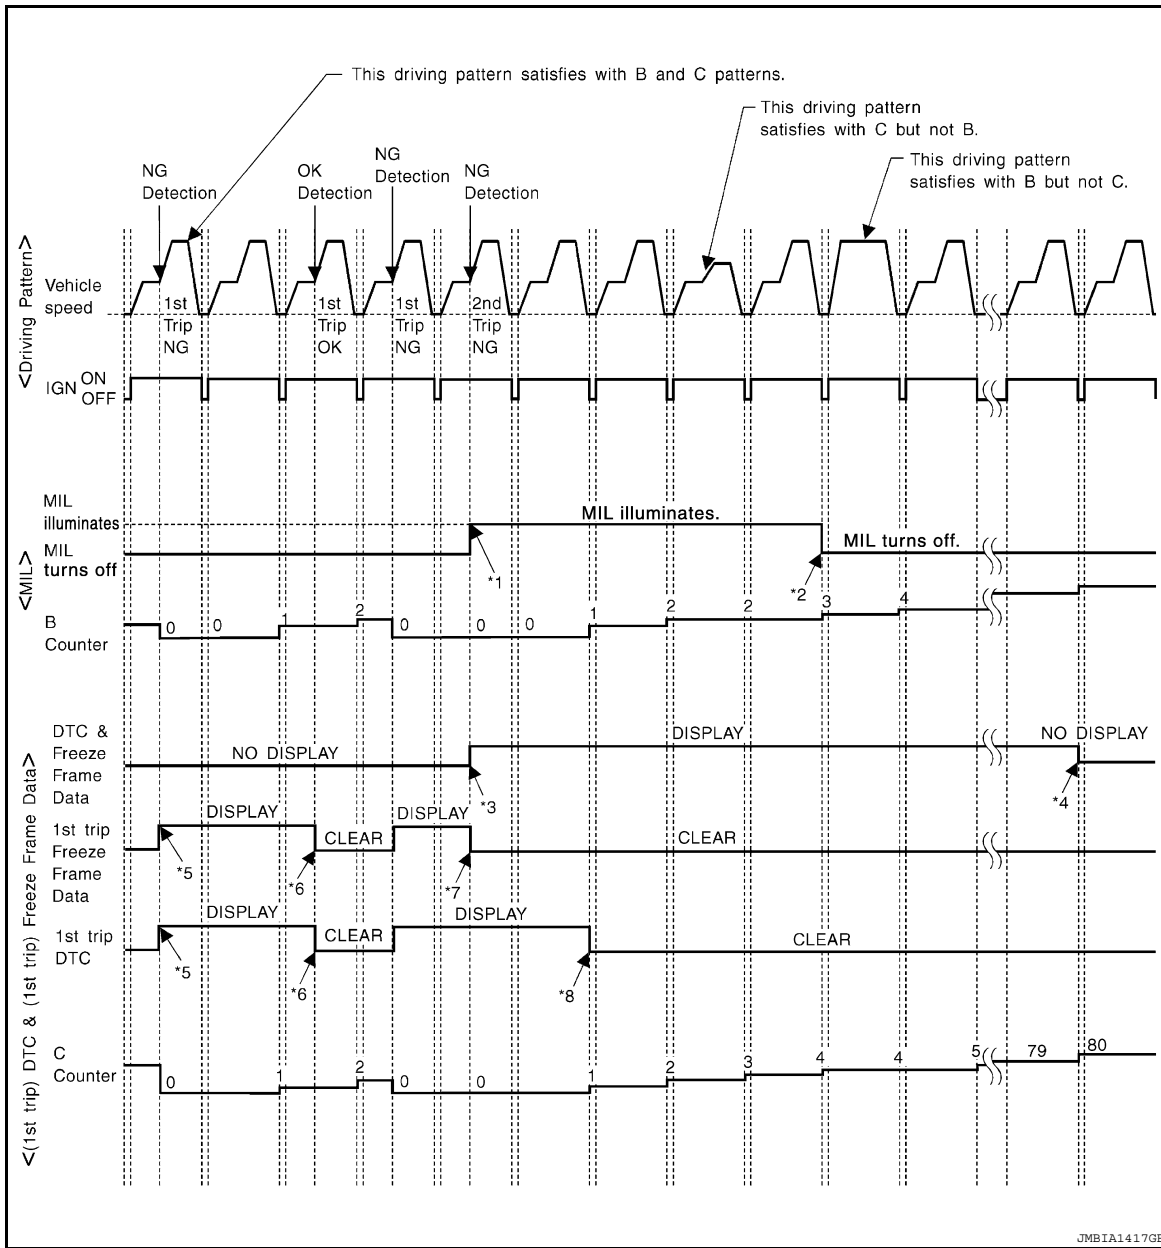 This driving pattern satisfies with B and C patterns.
This driving pattern
satisfies with C but not B.
This driving pattern
satisfies with B but not C.
NG
Detection
OK
Detection
NG
Detection
NG
Detection
<Driving Pattern>
Vehicle
speed
1st
Trip
NG
1st
Trip
OK
1st
Trip
NG
2nd
Trip
NG
IGN ON
OFF
<MIL>
MIL
illuminates
MIL
turns off
MIL illuminates.
MIL turns off.
*1
*2
B
Counter
0 0 1 2 0 0 0 1 2 2 3 4
<(1st trip) DTC & (1st trip) Freeze Frame Data>
DTC &
Freeze
Frame
Data
NO DISPLAY
DISPLAY
NO DISPLAY
*3
*4
1st trip
Freeze
Frame
Data
DISPLAY
CLEAR
DISPLAY
CLEAR
*5
*6
*7
1st trip
DTC
DISPLAY
CLEAR
DISPLAY
CLEAR
*5
*6
*8
C
Counter
0 1 2 0 0 1 2 3 4 4 5 79 80
JMBIA1417GB